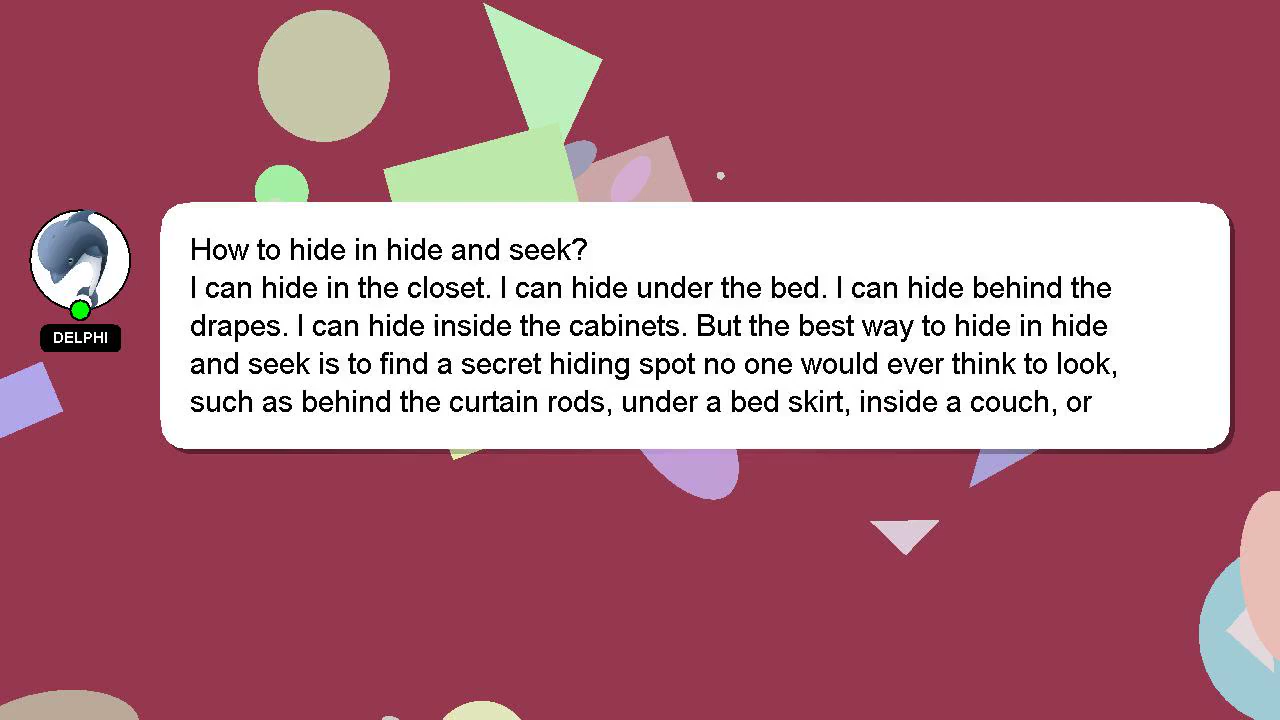 How to hide in hide and seek?
I can hide in the closet. I can hide under the bed. I can hide behind the
drapes. I can hide inside the cabinets. But the best way to hide in hide
and seek is to find a secret hiding spot no one would ever think to look,
such as behind the curtain rods, under a bed skirt, inside a couch, or
DELPHI